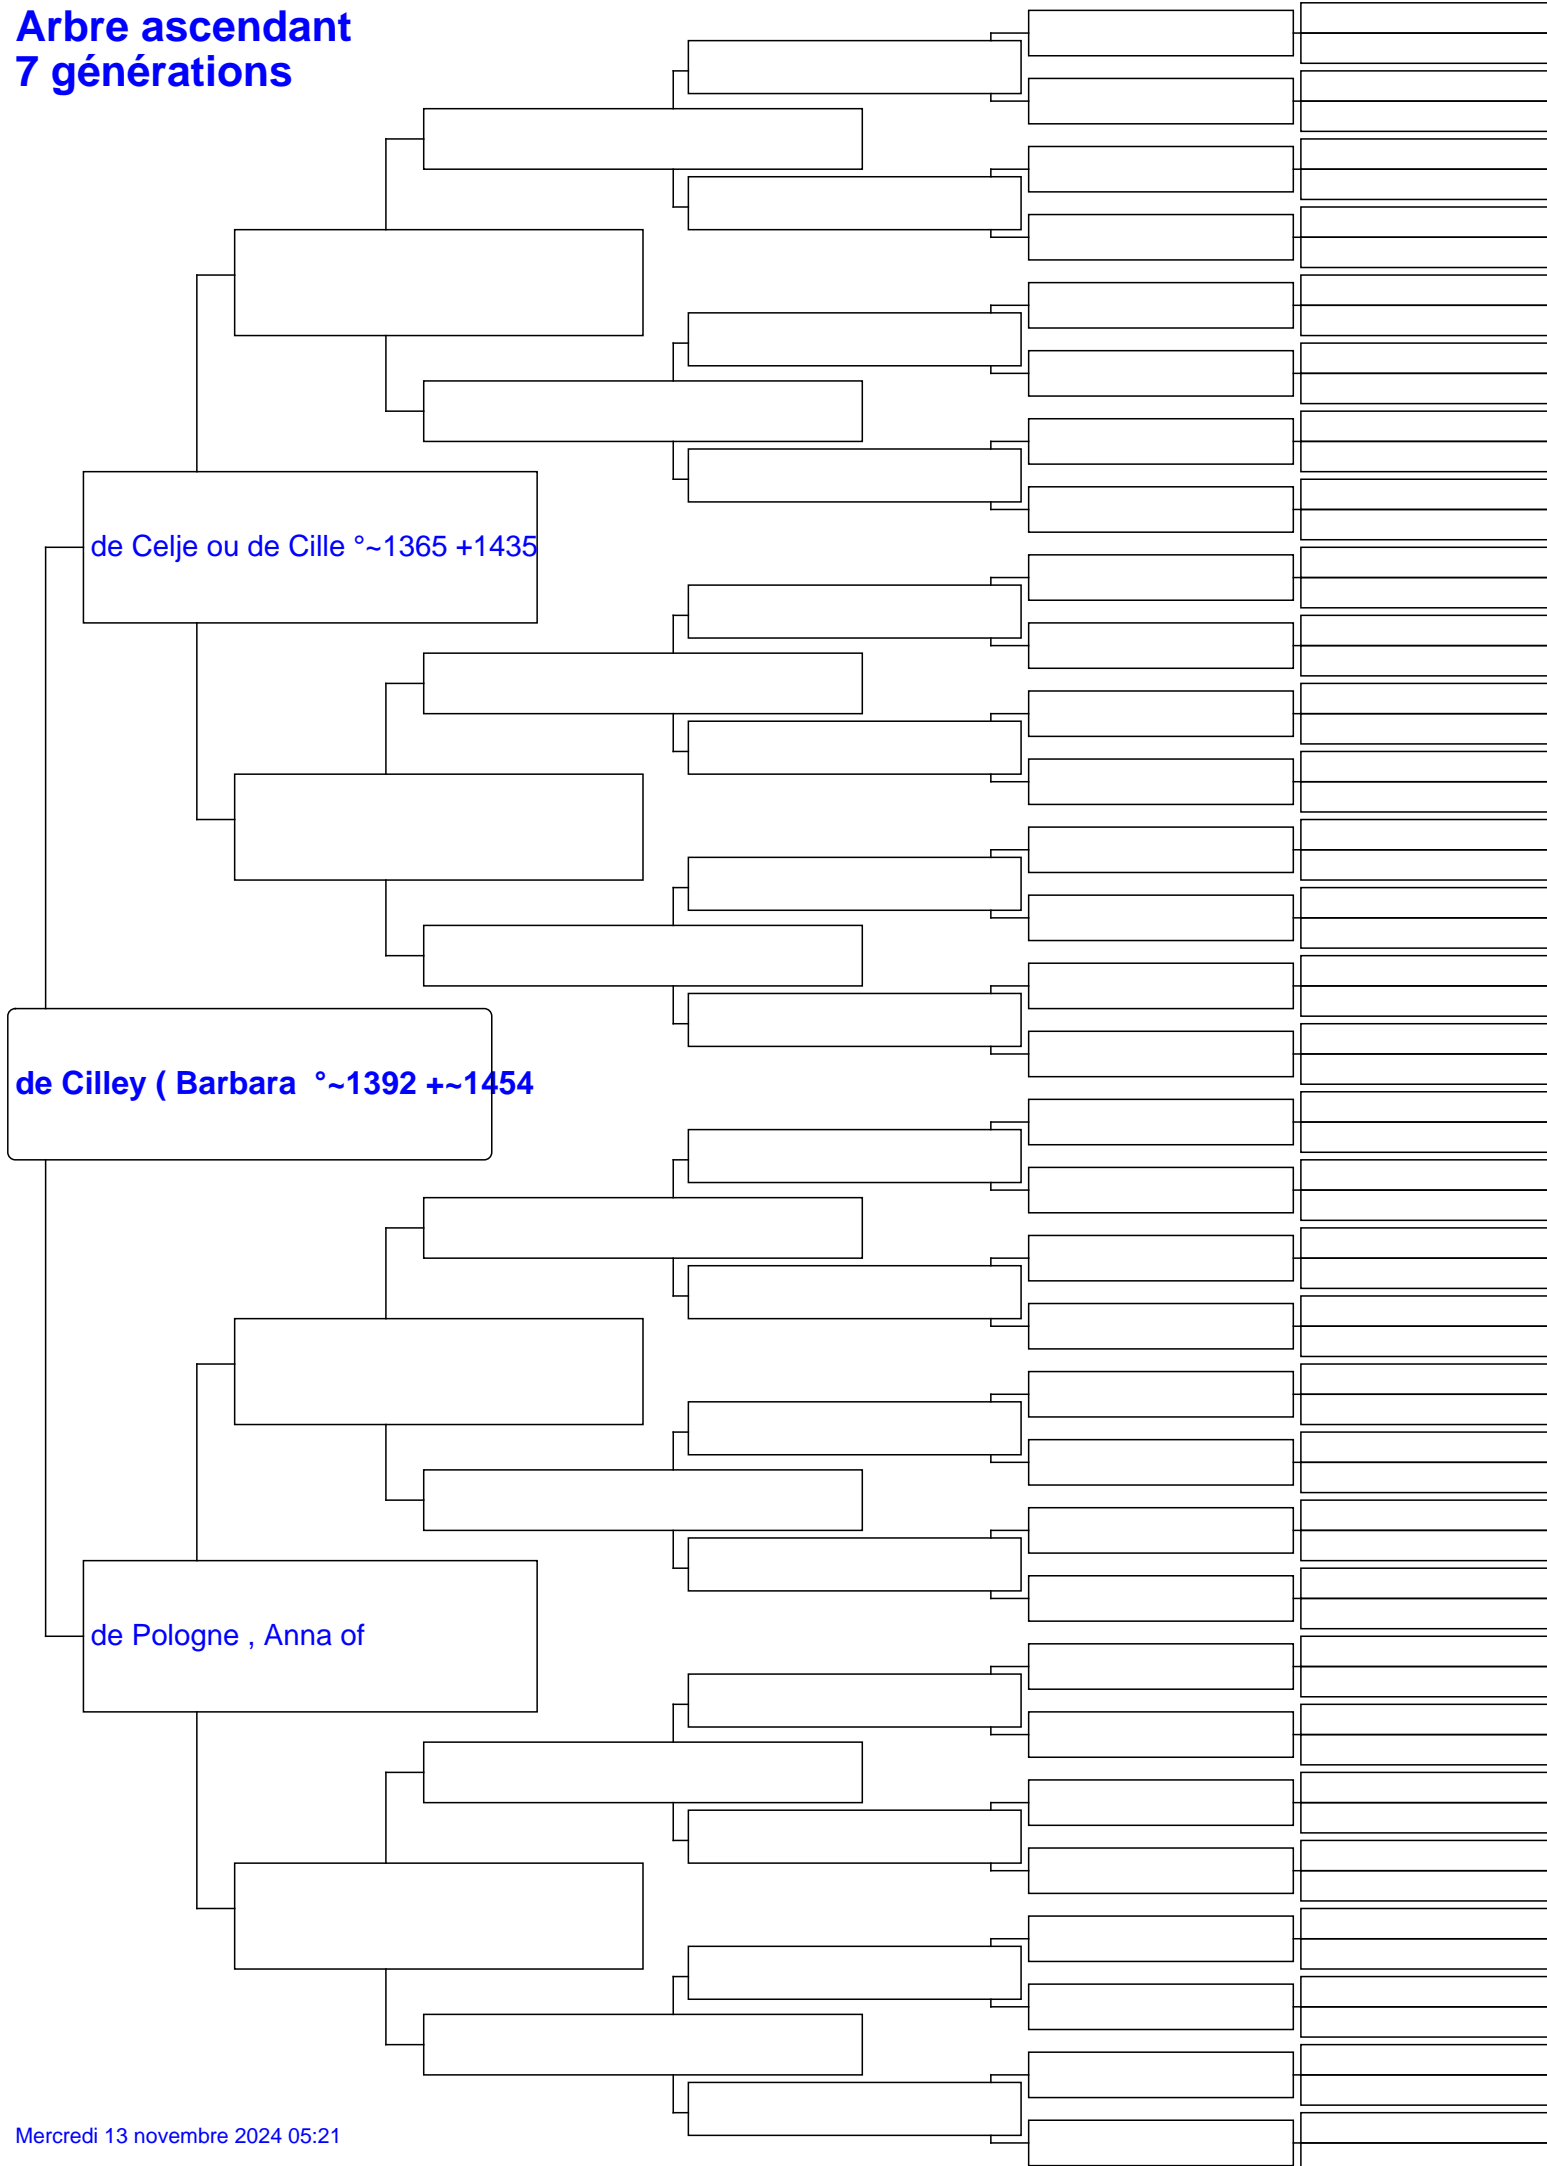 Arbre ascendant
7 générations
de Celje ou de Cille °~1365 +1435
de Cilley ( Barbara °~1392 +~1454
de Pologne , Anna of
Mercredi 13 novembre 2024 05:21